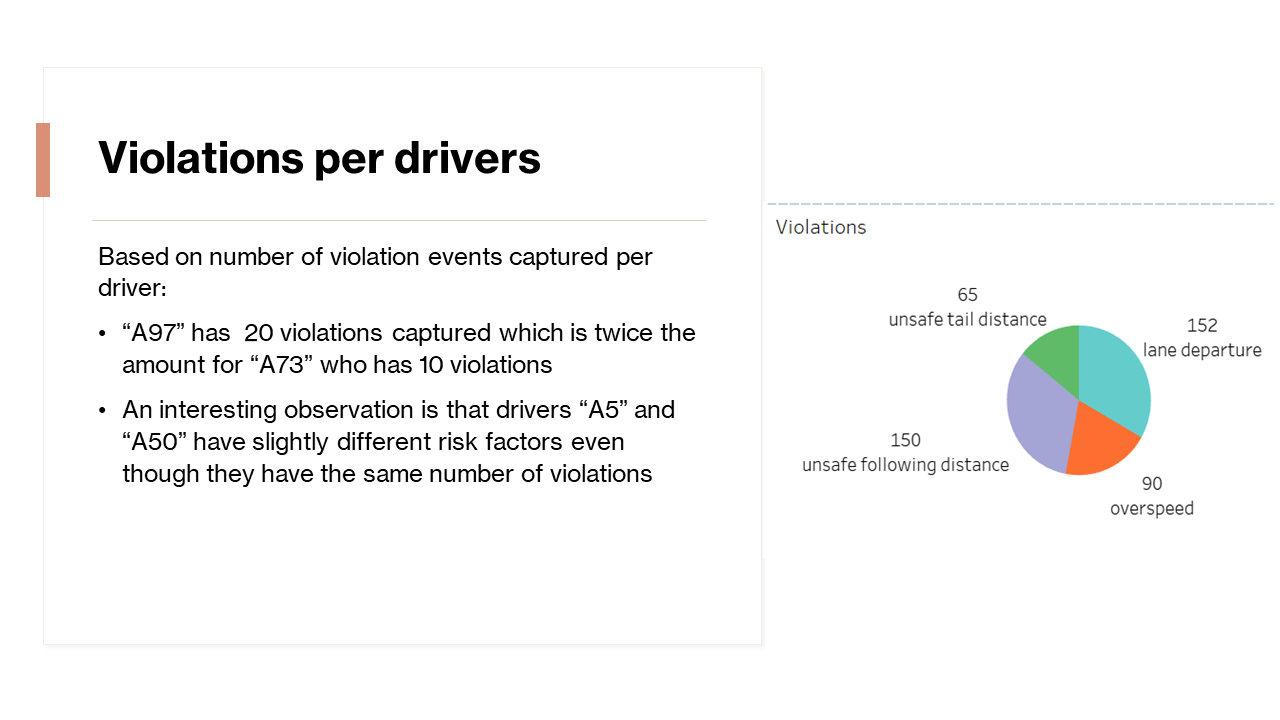 Violations per drivers
Based on number of violation events captured per
driver:
• “A97” has  20 violations captured which is twice the
amount for “A73” who has 10 violations
• An interesting observation is that drivers “A5” and
“A50” have slightly different risk factors even
though they have the same number of violations
Violations
65
unsafe tail distance
152
lane departure
150
unsafe following distance
90
overspeed